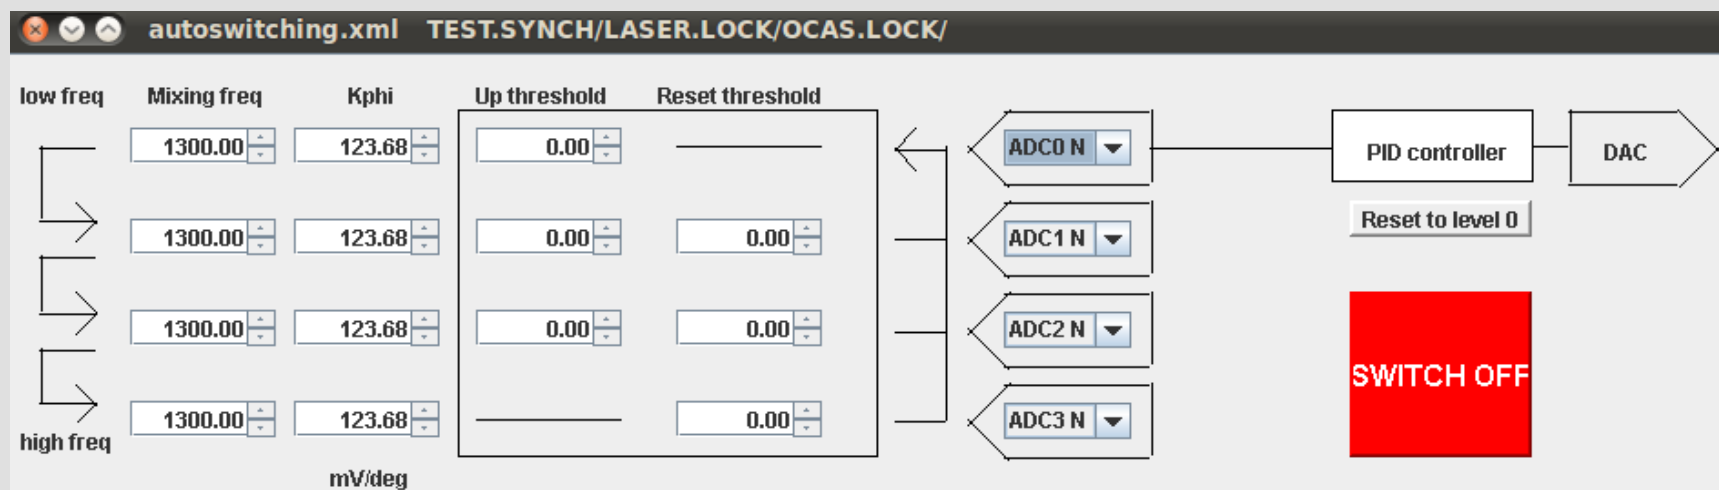 autoswitching.xml TEST.SYNCH/LASER.LOCK/OCAS.LOCK/
low freq Mixing freq Kphi Up threshold Reset threshold
1300.00 123.68 0.00 ADC0 N PID controller DAC
Reset to level 0
1300.00 123.68 0.00 0.00 ADC1 N
1300.00 123.68 0.00 0.00 ADC2 N
SWITCH OFF
1300.00 123.68 0.00 ADC3 N
high freq
mV/deg